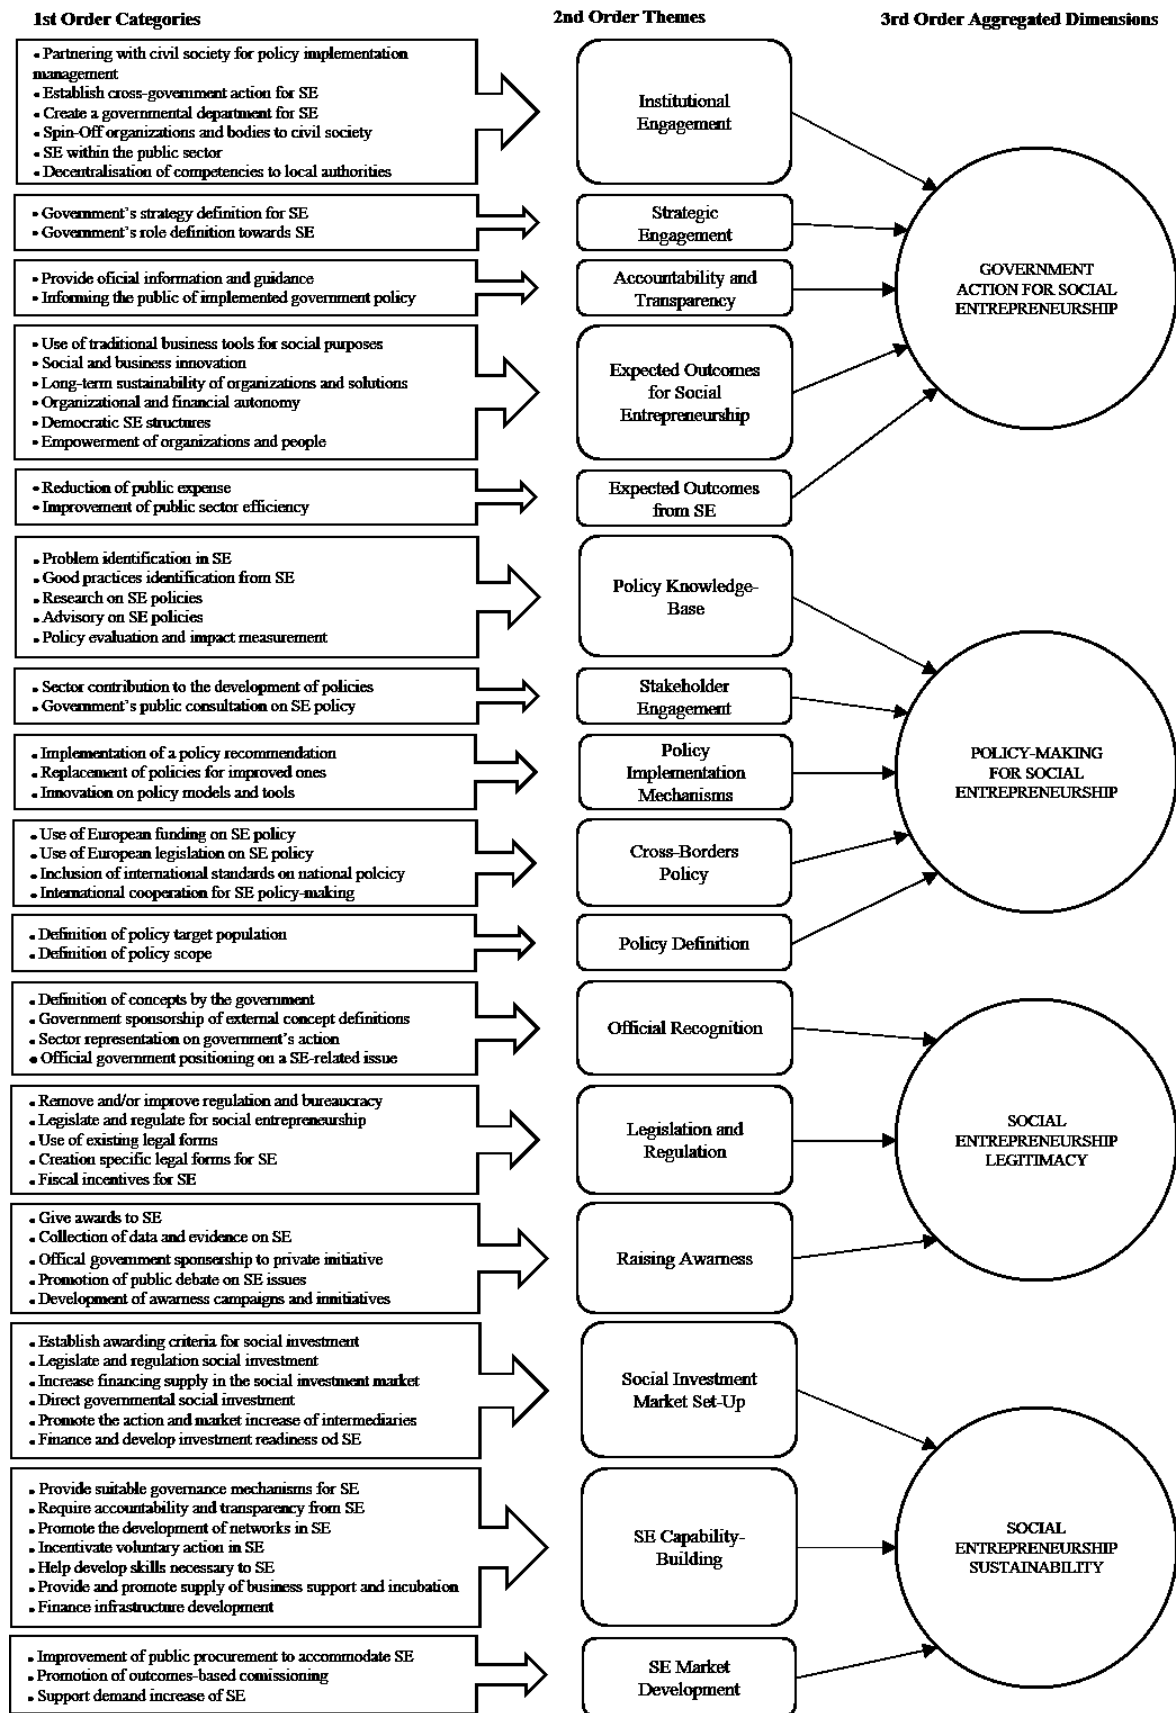 1st Order Categories
2nd Order Themes
3rd Order Aggregated Dimensions
• Partnering with civil society for policy implementation
management
• Establish cross-government action for SE
• Create a governmental department for SE
• Spin-Off organizations and bodies to civil society
• SE within the public sector
• Decentralisation of competencies to local authorities
Institutional
Engagement
• Government's strategy definition for SE
• Government's role definition towards SE
Strategic
Engagement
• Provide oficial information and guidance
• Informing the public of implemented government policy
Accountability and
Transparency
• Use of traditional business tools for social purposes
• Social and business innovation
• Long-term sustainability of organizations and solutions
• Organizational and financial autonomy
• Democratic SE structures
• Empowerment of organizations and people
Expected Outcomes
for Social
Entrepreneurship
• Reduction of public expense
• Improvement of public sector efficiency
Expected Outcomes
from SE
GOVERNMENT
ACTION FOR SOCIAL
ENTREPRENEURSHIP
• Problem identification in SE
• Good practices identification from SE
• Research on SE policies
• Advisory on SE policies
• Policy evaluation and impact measurement
Policy Knowledge-
Base
• Sector contribution to the development of policies
• Government's public consultation on SE policy
Stakeholder
Engagement
• Implementation of a policy recommendation
• Replacement of policies for improved ones
• Innovation on policy models and tools
Policy
Implementation
Mechanisms
• Use of European funding on SE policy
• Use of European legislation on SE policy
• Inclusion of international standards on national polcicy
• International cooperation for SE policy-making
Cross-Borders
Policy
• Definition of policy target population
• Definition of policy scope
Policy Definition
POLICY-MAKING
FOR SOCIAL
ENTREPRENEURSHIP
• Definition of concepts by the government
• Government sponsorship of external concept definitions
• Sector representation on government's action
• Official government positioning on a SE-related issue
Official Recognition
• Remove and/or improve regulation and bureaucracy
• Legislate and regulate for social entrepreneurship
• Use of existing legal forms
• Creation specific legal forms for SE
• Fiscal incentives for SE
Legislation and
Regulation
• Give awards to SE
• Collection of data and evidence on SE
• Offical government sponsership to private initiative
• Promotion of public debate on SE issues
• Development of awarness campaigns and innitiatives
Raising Awarness
SOCIAL
ENTREPRENEURSHIP
LEGITIMACY
• Establish awarding criteria for social investment
• Legislate and regulation social investment
• Increase financing supply in the social investment market
• Direct governmental social investment
• Promote the action and market increase of intermediaries
• Finance and develop investment readiness od SE
Social Investment
Market Set-Up
• Provide suitable governance mechanisms for SE
• Require accountability and transparency from SE
• Promote the development of networks in SE
• Incentivate voluntary action in SE
• Help develop skills necessary to SE
• Provide and promote supply of business support and incubation
• Finance infrastructure development
SE Capability-
Building
• Improvement of public procurement to accommodate SE
• Promotion of outcomes-based comissioning
• Support demand increase of SE
SE Market
Development
SOCIAL
ENTREPRENEURSHIP
SUSTAINABILITY